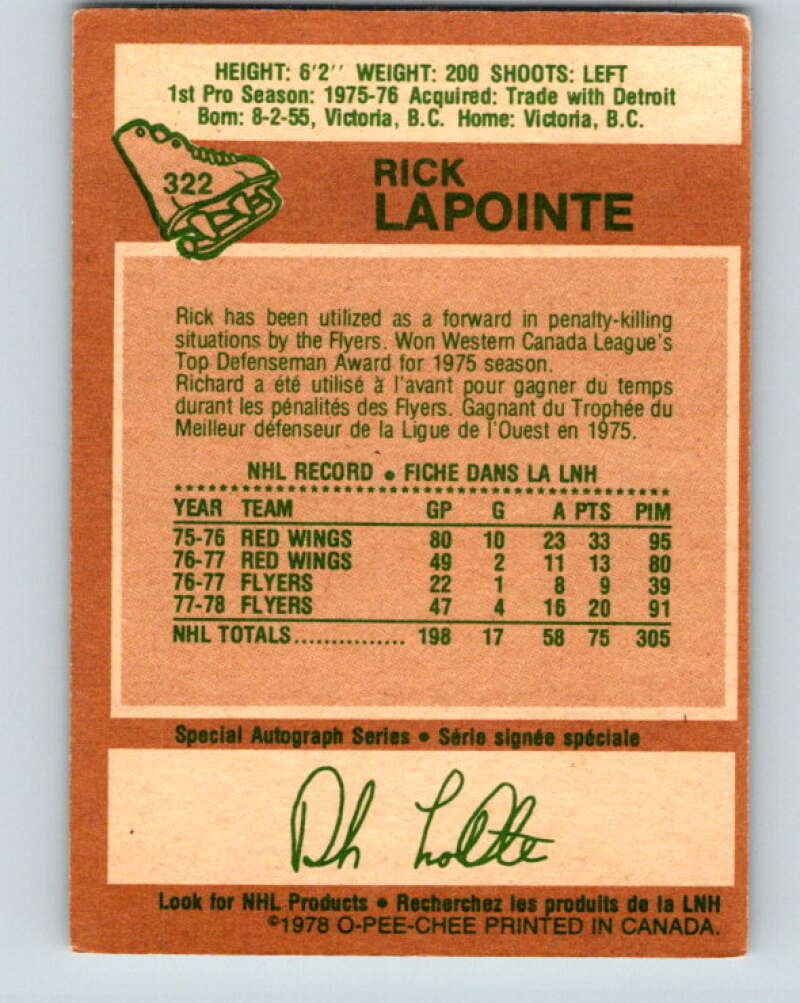 HEIGHT: 6'2'' WEIGHT: 200 SHOOTS: LEFT
1st Pro Season: 1975-76 Acquired: Trade with Detroit
Born: 8-2-55, Victoria, B.C. Home: Victoria, B.C.
322
RICK
LAPOINTE
Rick has been utilized as a forward in penalty-killing
situations by the Flyers. Won Western Canada League's
Top Defenseman Award for 1975 season.
Richard a été utilisé à l'avant pour gagner du temps
durant les pénalités des Flyers. Gagnant du Trophée du
Meilleur défenseur de la Ligue de l'Ouest en 1975.
NHL RECORD • FICHE DANS LA LNH
YEAR TEAM GP G A PTS PIM
75-76 RED WINGS 80 10 23 33 95
76-77 RED WINGS 49 2 11 13 80
76-77 FLYERS 22 1 8 9 39
77-78 FLYERS 47 4 16 20 91
NHL TOTALS............... 198 17 58 75 305
Special Autograph Series • Série signée spéciale
Look for NHL Products • Recherchez les produits de la LNH
©1978 O-PEE-CHEE PRINTED IN CANADA.